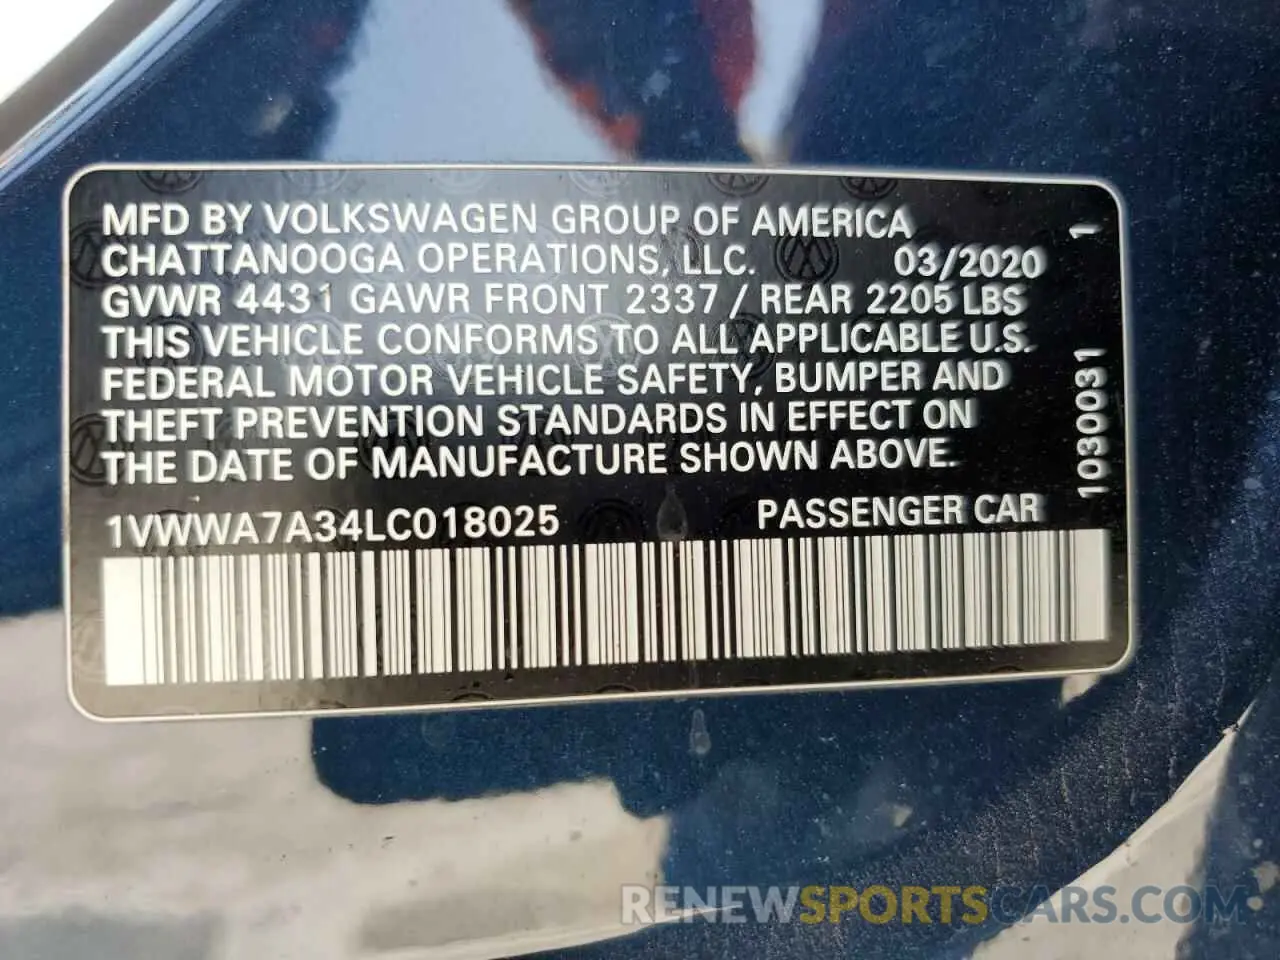 MFD BY VOLKSWAGEN GROUP OF AMERICA
CHATTANOOGA OPERATIONS, LLC. 03/2020
GVWR 4431 GAWR FRONT 2337 / REAR 2205 LBS
THIS VEHICLE CONFORMS TO ALL APPLICABLE U.S.
FEDERAL MOTOR VEHICLE SAFETY, BUMPER AND
THEFT PREVENTION STANDARDS IN EFFECT ON
THE DATE OF MANUFACTURE SHOWN ABOVE.
1VWWA7A34LC018025 PASSENGER CAR
1030031 1
RENEWSPORTSCARS.COM